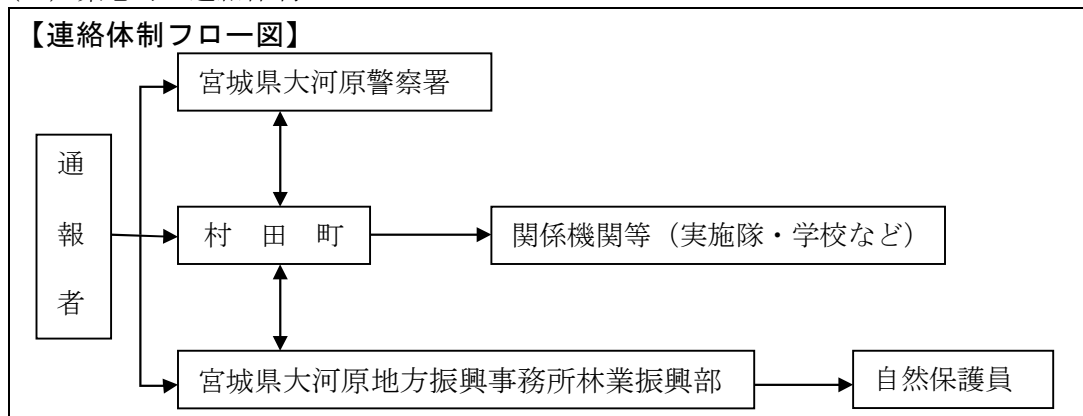 【連絡体制フロー図】
宮城県大河原警察署
通報者
村田町
関係機関等（実施隊・学校など）
宮城県大河原地方振興事務所林業振興部
自然保護員